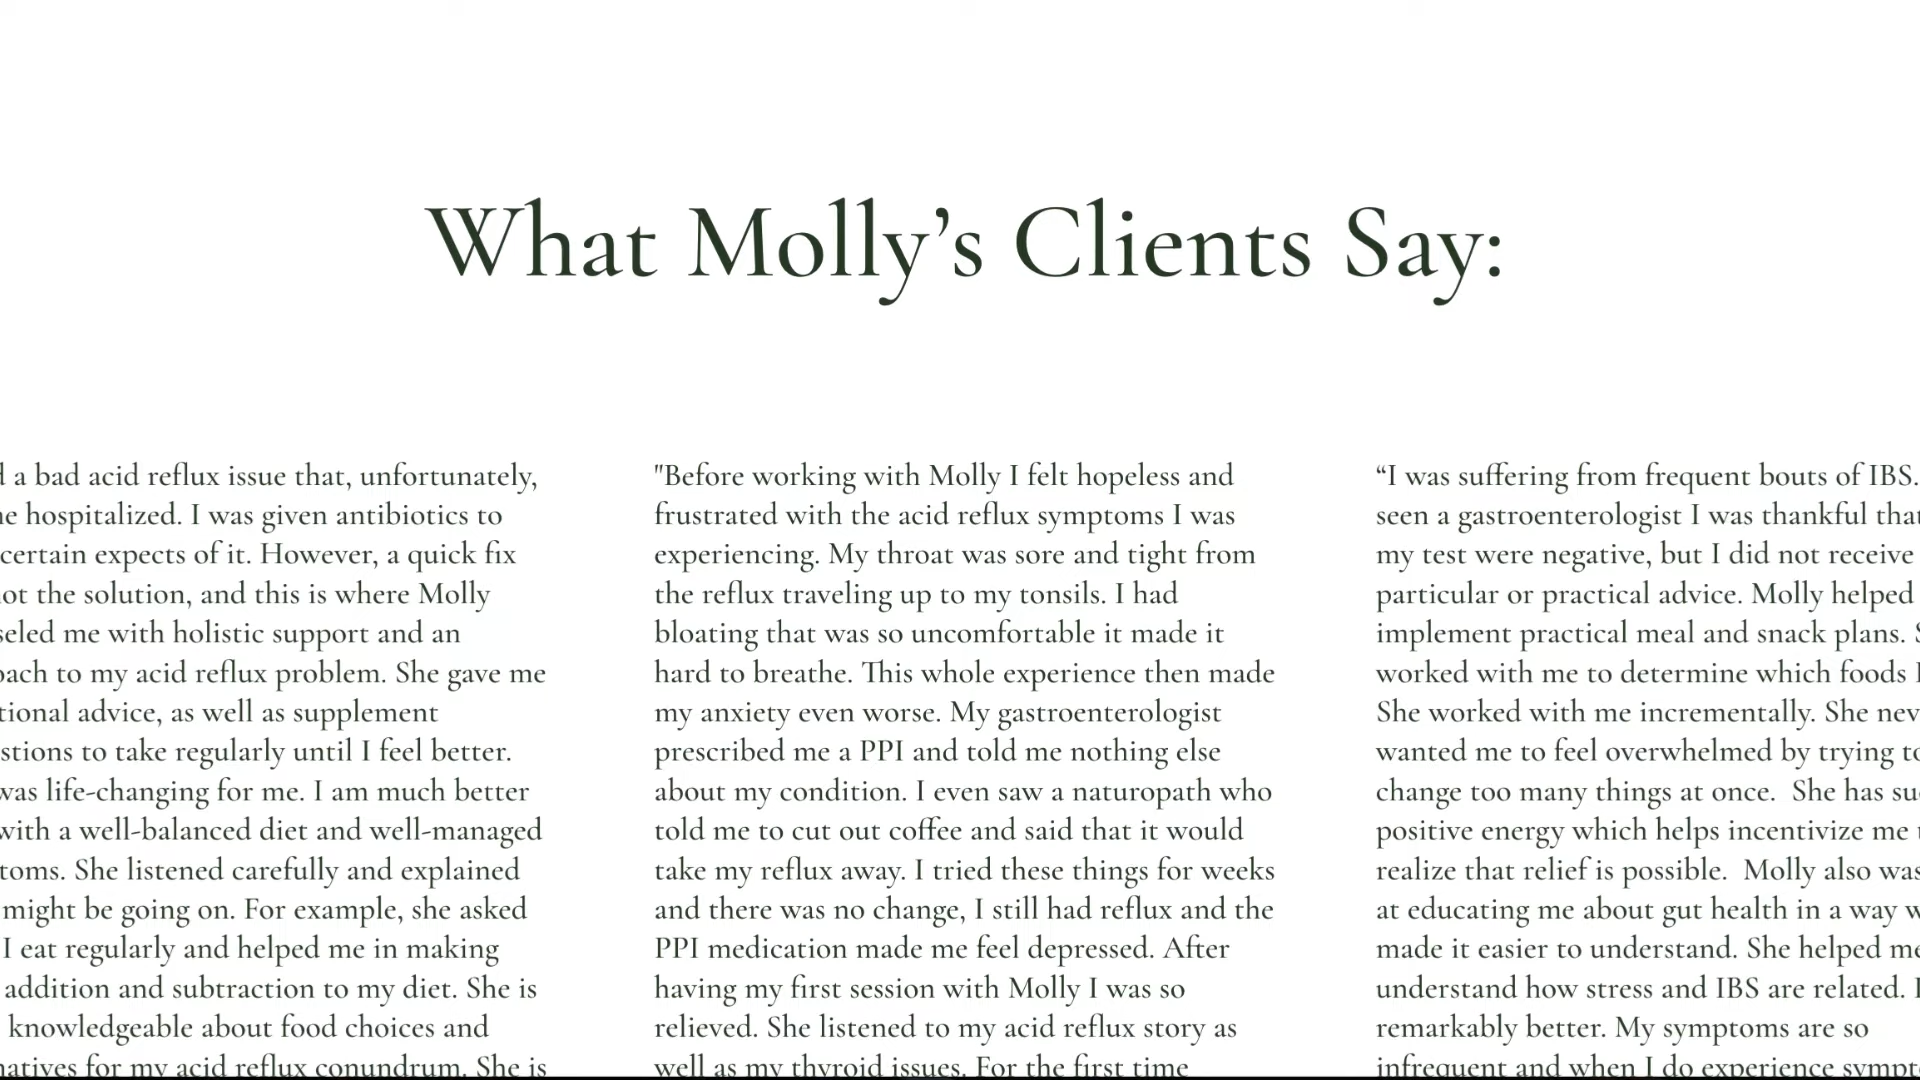 What Molly’s Clients Say:
a bad acid reflux issue that, unfortunately,
hospitalized. I was given antibiotics to
certain expects of it. However, a quick fix
the solution, and this is where Molly
me with holistic support and an
to my acid reflux problem. She gave me
advice, as well as supplement
to take regularly until I feel better.
was life-changing for me. I am much better
with a well-balanced diet and well-managed
She listened carefully and explained
might be going on. For example, she asked
I eat regularly and helped me in making
addition and subtraction to my diet. She is
knowledgeable about food choices and
for my acid reflux conundrum. She is
"Before working with Molly I felt hopeless and
frustrated with the acid reflux symptoms I was
experiencing. My throat was sore and tight from
the reflux traveling up to my tonsils. I had
bloating that was so uncomfortable it made it
hard to breathe. This whole experience then made
my anxiety even worse. My gastroenterologist
prescribed me a PPI and told me nothing else
about my condition. I even saw a naturopath who
told me to cut out coffee and said that it would
take my reflux away. I tried these things for weeks
and there was no change, I still had reflux and the
PPI medication made me feel depressed. After
having my first session with Molly I was so
relieved. She listened to my acid reflux story as
well as my thyroid issues. For the first time
“I was suffering from frequent bouts of IBS.
seen a gastroenterologist I was thankful that
my test were negative, but I did not receive
particular or practical advice. Molly helped
implement practical meal and snack plans.
worked with me to determine which foods
She worked with me incrementally. She
wanted me to feel overwhelmed by trying to
change too many things at once. She has
positive energy which helps incentivize me
realize that relief is possible. Molly also was
at educating me about gut health in a way
made it easier to understand. She helped me
understand how stress and IBS are related.
remarkably better. My symptoms are so
infrequent and when I do experience